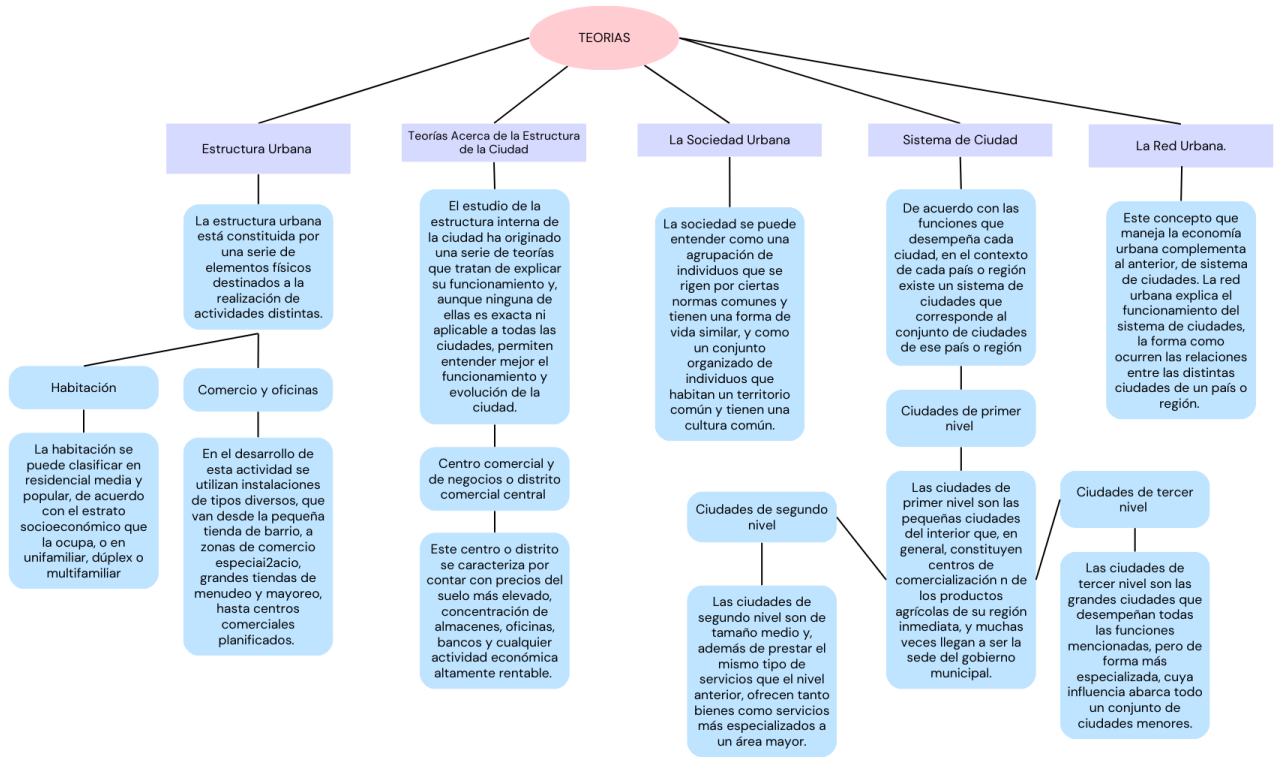 TEORIAS
Estructura Urbana
La estructura urbana
está constituida por
una serie de
elementos físicos
destinados a la
realización de
actividades distintas.
Habitación
La habitación se
puede clasificar en
residencial media y
popular, de acuerdo
con el estrato
socioeconómico que
la ocupa, o en
unifamiliar, dúplex o
multifamiliar
Comercio y oficinas
En el desarrollo de
esta actividad se
utilizan instalaciones
de tipos diversos, que
van desde la pequeña
tienda de barrio, a
zonas de comercio
especiai2acio,
grandes tiendas de
menudeo y mayoreo,
hasta centros
comerciales
planificados.
Teorías Acerca de la Estructura
de la Ciudad
El estudio de la
estructura interna de
la ciudad ha originado
una serie de teorías
que tratan de explicar
su funcionamiento y,
aunque ninguna de
ellas es exacta ni
aplicable a todas las
ciudades, permiten
entender mejor el
funcionamiento y
evolución de la
ciudad.
Centro comercial y
de negocios o distrito
comercial central
Este centro o distrito
se caracteriza por
contar con precios del
suelo más elevado,
concentración de
almacenes, oficinas,
bancos y cualquier
actividad económica
altamente rentable.
La Sociedad Urbana
La sociedad se puede
entender como una
agrupación de
individuos que se
rigen por ciertas
normas comunes y
tienen una forma de
vida similar, y como
un conjunto
organizado de
individuos que
habitan un territorio
común y tienen una
cultura común.
Sistema de Ciudad
De acuerdo con las
funciones que
desempeña cada
ciudad, en el contexto
de cada país o región
existe un sistema de
ciudades que
corresponde al
conjunto de ciudades
de ese país o región
Ciudades de primer
nivel
Las ciudades de
primer nivel son las
pequeñas ciudades
del interior que, en
general, constituyen
centros de
comercialización n de
los productos
agrícolas de su región
inmediata, y muchas
veces llegan a ser la
sede del gobierno
municipal.
Ciudades de segundo
nivel
Las ciudades de
segundo nivel son de
tamaño medio y,
además de prestar el
mismo tipo de
servicios que el nivel
anterior, ofrecen tanto
bienes como servicios
más especializados a
un área mayor.
Ciudades de tercer
nivel
Las ciudades de
tercer nivel son las
grandes ciudades que
desempeñan todas
las funciones
mencionadas, pero de
forma más
especializada, cuya
influencia abarca todo
un conjunto de
ciudades menores.
La Red Urbana.
Este concepto que
maneja la economía
urbana complementa
al anterior, de sistema
de ciudades. La red
urbana explica el
funcionamiento del
sistema de ciudades,
la forma como
ocurren las relaciones
entre las distintas
ciudades de un país o
región.